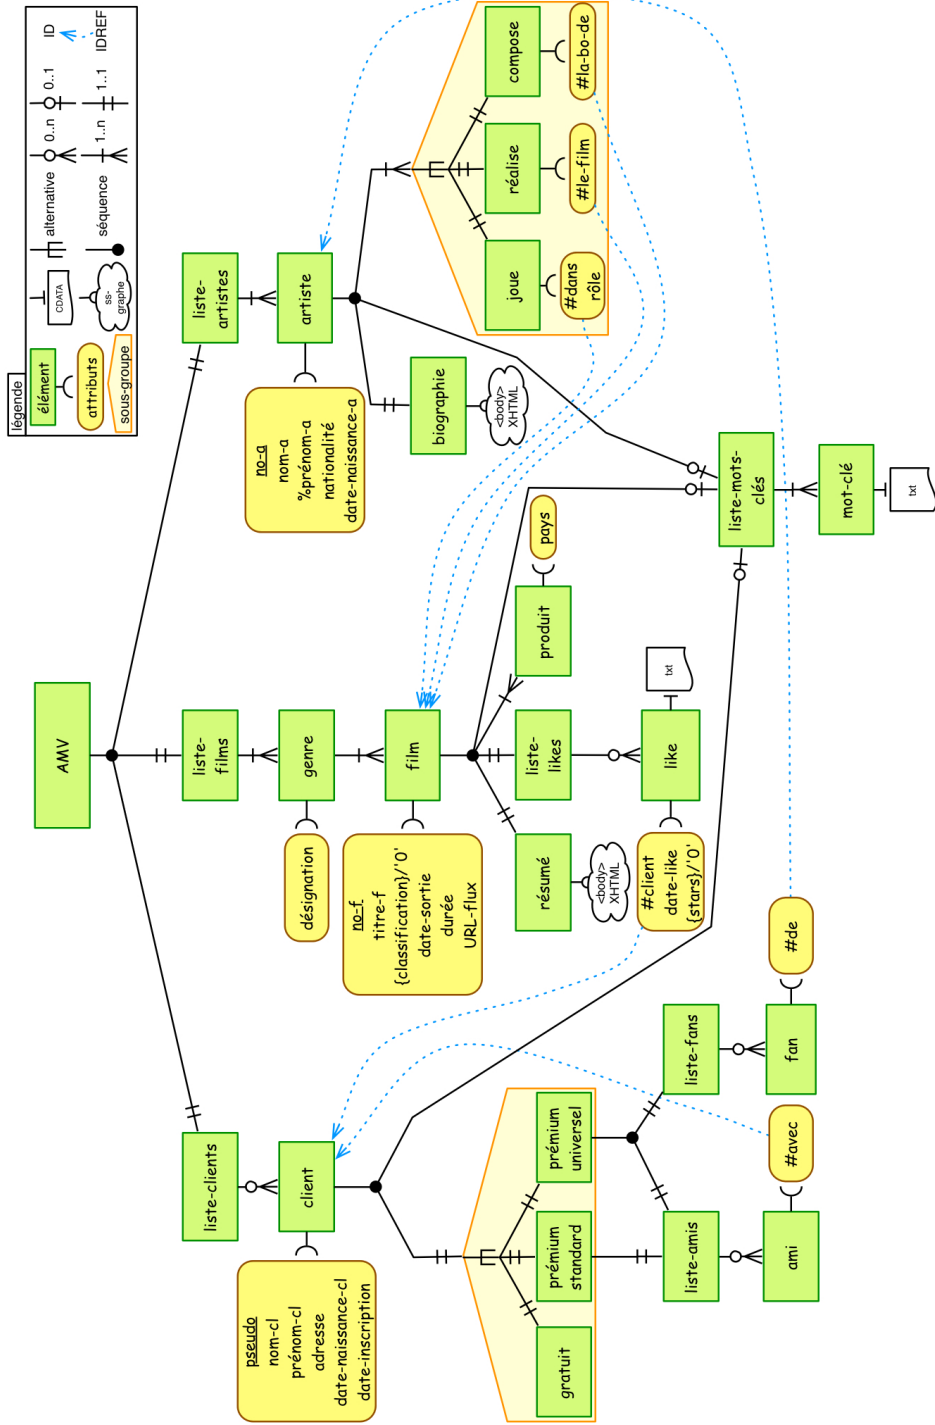 légende
élément
attributs
sous-groupe
CDATA
ss-
graphe
alternative
séquence
0..n
1..n
0..1
1..1
ID
IDREF
AMV
liste-clients
client
pseudo
nom-cl
prénom-cl
adresse
date-naissance-cl
date-inscription
gratuit
prémium
standard
prémium
universel
liste-amis
ami
#avec
liste-fans
fan
#de
liste-
films
genre
désignation
film
no-f
titre-f
{classification}/'0'
date-sortie
durée
URL-flux
résumé
<body>
XHTML
liste-
likes
like
#client
date-like
{stars}/'0'
txt
produit
pays
liste-
artistes
artiste
no-a
nom-a
%prénom-a
nationalité
date-naissance-a
biographie
<body>
XHTML
joue
#dans
rôle
réalise
#le-film
compose
#la-bo-de
liste-mots-
clés
mot-clé
txt